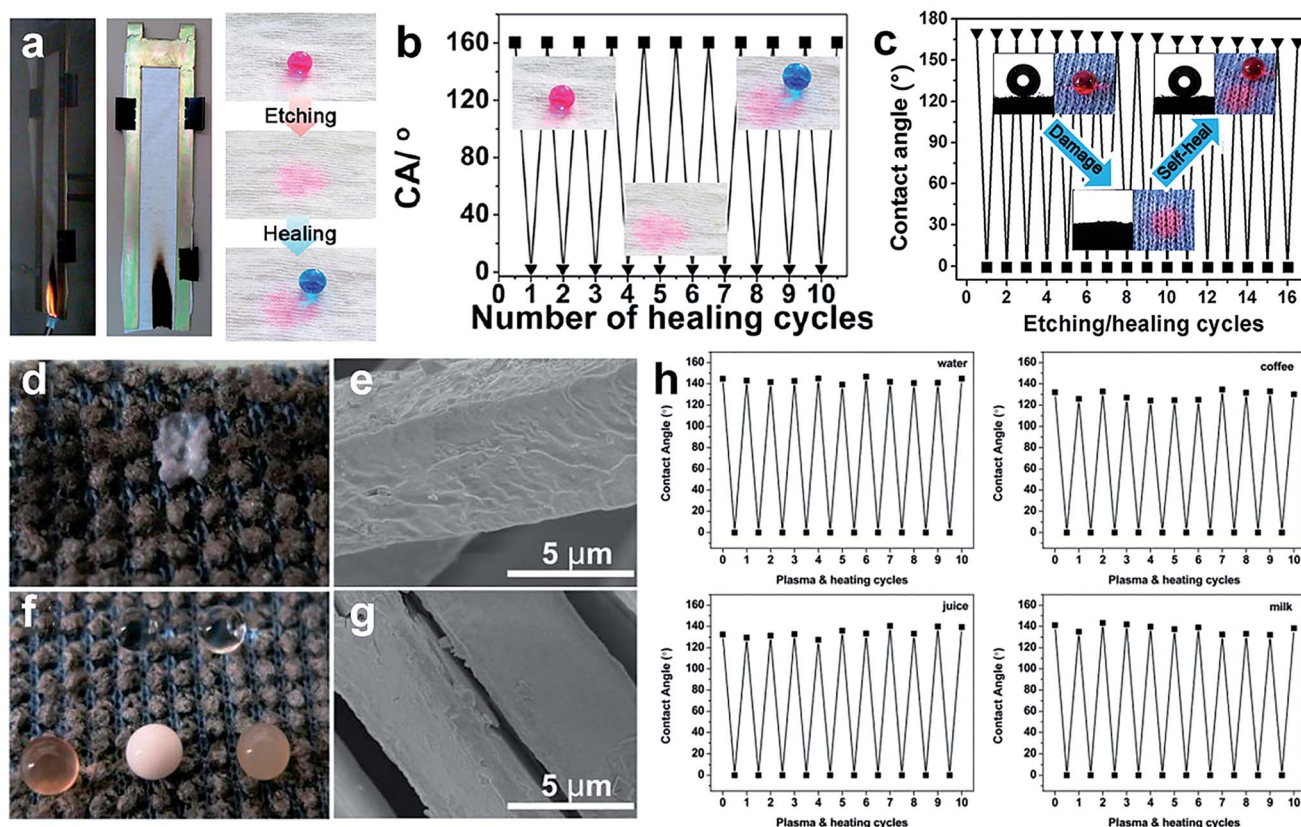 a
Etching
Healing
b
CA/ °
160
120
80
40
0
0 1 2 3 4 5 6 7 8 9 10
Number of healing cycles
c
Contact angle (°)
180
150
120
90
60
30
0
Damage
Self-heal
0 2 4 6 8 10 12 14 16
Etching/healing cycles
d
e
5 µm
f
g
5 µm
h
water
Contact Angle (°)
160
140
120
100
80
60
40
20
0
0 1 2 3 4 5 6 7 8 9 10
Plasma & heating cycles
coffee
Contact Angle (°)
160
140
120
100
80
60
40
20
0
0 1 2 3 4 5 6 7 8 9 10
Plasma & heating cycles
juice
Contact Angle (°)
160
140
120
100
80
60
40
20
0
0 1 2 3 4 5 6 7 8 9 10
Plasma & heating cycles
milk
Contact Angle (°)
160
140
120
100
80
60
40
20
0
0 1 2 3 4 5 6 7 8 9 10
Plasma & heating cycles